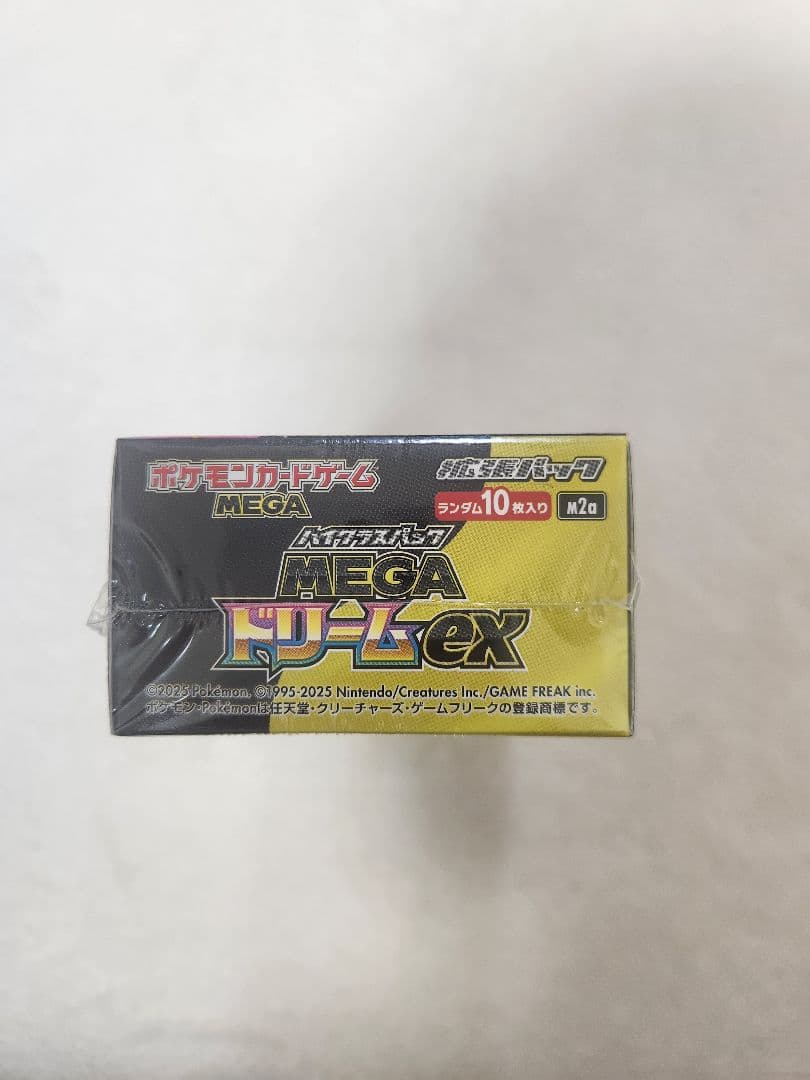 ポケモンカードゲーム
MEGA
拡張パック
ランダム10枚入り M2a
ハイクラスパック
MEGA
ドリームex
©2025 Pokémon. ©1995-2025 Nintendo/Creatures Inc./GAME FREAK inc.
ポケモン・Pokémonは任天堂・クリーチャーズ・ゲームフリークの登録商標です。